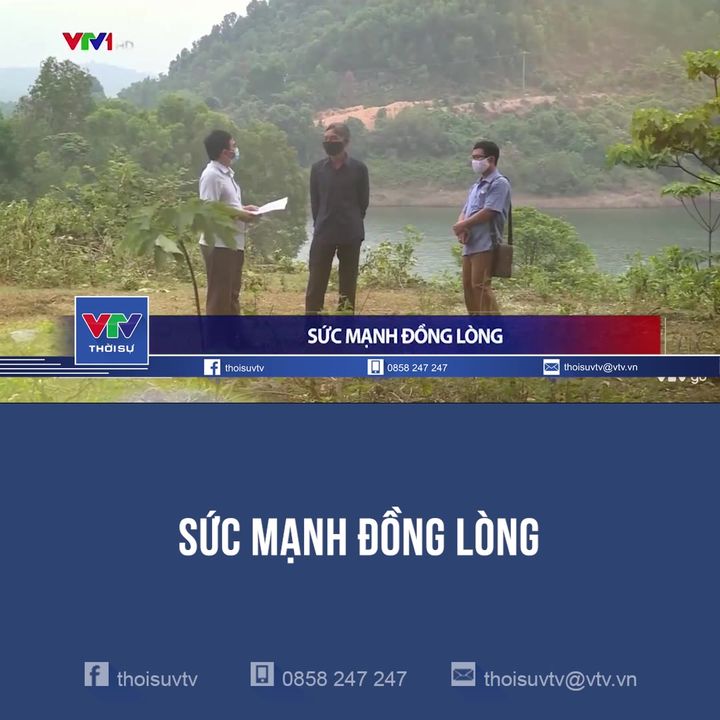 VTV1 HD
SỨC MẠNH ĐỒNG LÒNG
VTV
THỜI SỰ
thoisuvtv
0858 247 247
thoisuvtv@vtv.vn
SỨC MẠNH ĐỒNG LÒNG
thoisuvtv
0858 247 247
thoisuvtv@vtv.vn